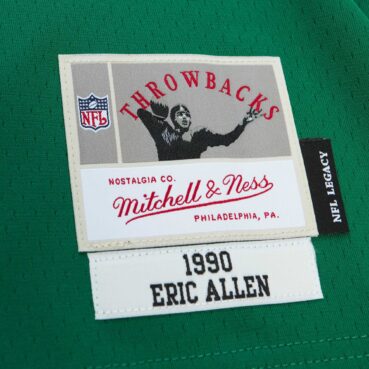 THROWBACKS
NFL
NOSTALGIA CO.
Mitchell & Ness
PHILADELPHIA, PA.
NFL LEGACY
1990
ERIC ALLEN